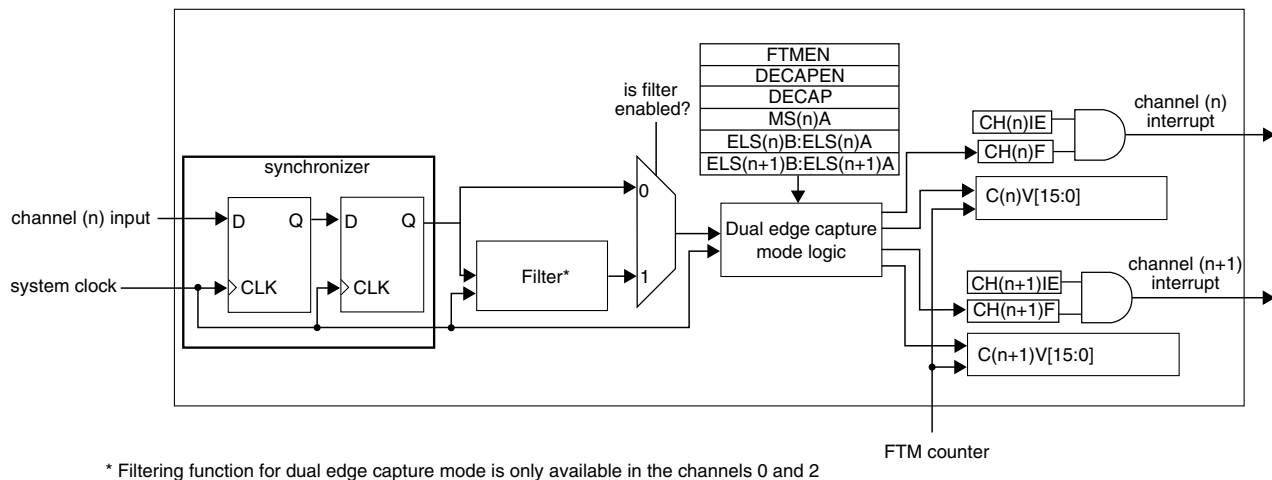 FTMEN
DECAPEN
DECAP
MS(n)A
ELS(n)B:ELS(n)A
ELS(n+1)B:ELS(n+1)A
is filter
enabled?
synchronizer
channel (n) input
system clock
D Q
CLK
D Q
CLK
Filter*
0
1
Dual edge capture
mode logic
CH(n)IE
CH(n)F
channel (n)
interrupt
C(n)V[15:0]
CH(n+1)IE
CH(n+1)F
channel (n+1)
interrupt
C(n+1)V[15:0]
FTM counter
* Filtering function for dual edge capture mode is only available in the channels 0 and 2